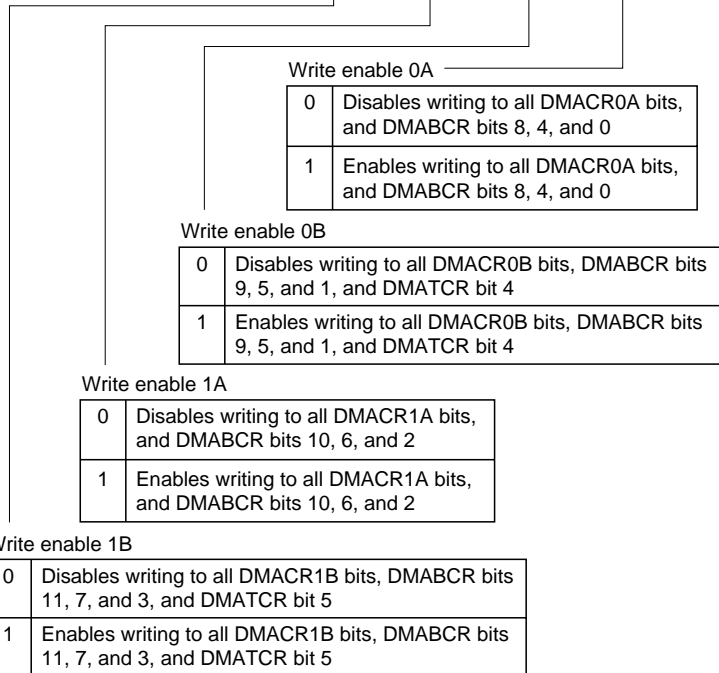 Write enable 0A
0 Disables writing to all DMACR0A bits,
and DMABCR bits 8, 4, and 0
1 Enables writing to all DMACR0A bits,
and DMABCR bits 8, 4, and 0
Write enable 0B
0 Disables writing to all DMACR0B bits, DMABCR bits
9, 5, and 1, and DMATCR bit 4
1 Enables writing to all DMACR0B bits, DMABCR bits
9, 5, and 1, and DMATCR bit 4
Write enable 1A
0 Disables writing to all DMACR1A bits,
and DMABCR bits 10, 6, and 2
1 Enables writing to all DMACR1A bits,
and DMABCR bits 10, 6, and 2
Write enable 1B
0 Disables writing to all DMACR1B bits, DMABCR bits
11, 7, and 3, and DMATCR bit 5
1 Enables writing to all DMACR1B bits, DMABCR bits
11, 7, and 3, and DMATCR bit 5